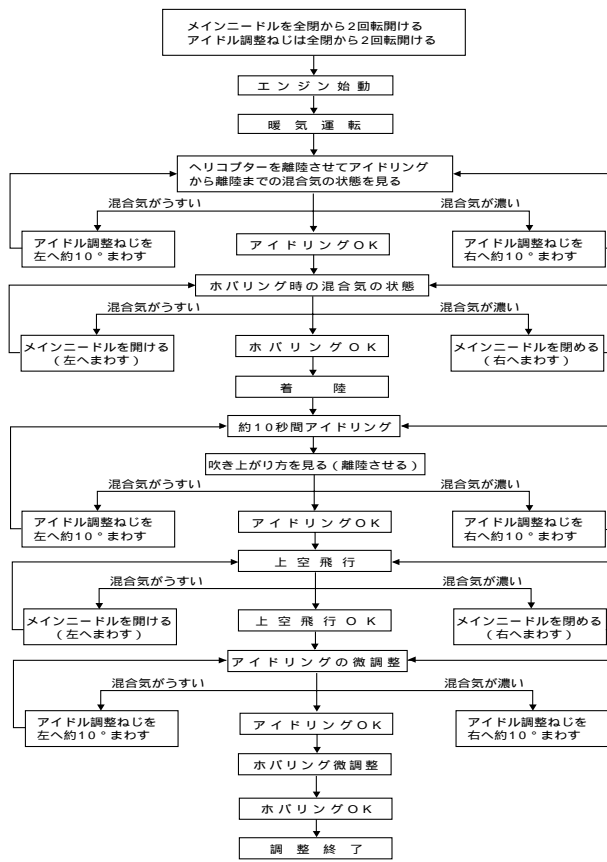 メインニードルを全閉から2回転開ける
アイドル調整ねじは全閉から2回転開ける
エンジン始動
暖気運転
ヘリコプターを離陸させてアイドリング
から離陸までの混合気の状態を見る
混合気がうすい
混合気が濃い
アイドル調整ねじを
左へ約10°まわす
アイドリングOK
アイドル調整ねじを
右へ約10°まわす
ホバリング時の混合気の状態
混合気がうすい
混合気が濃い
メインニードルを開ける
(左へまわす)
ホバリングOK
メインニードルを閉める
(右へまわす)
着陸
約10秒間アイドリング
吹き上がり方を見る(離陸させる)
混合気がうすい
混合気が濃い
アイドル調整ねじを
左へ約10°まわす
アイドリングOK
アイドル調整ねじを
右へ約10°まわす
上空飛行
混合気がうすい
混合気が濃い
メインニードルを開ける
(左へまわす)
上空飛行OK
メインニードルを閉める
(右へまわす)
アイドリングの微調整
混合気がうすい
混合気が濃い
アイドル調整ねじを
左へ約10°まわす
アイドリングOK
アイドル調整ねじを
右へ約10°まわす
ホバリング微調整
ホバリングOK
調整終了